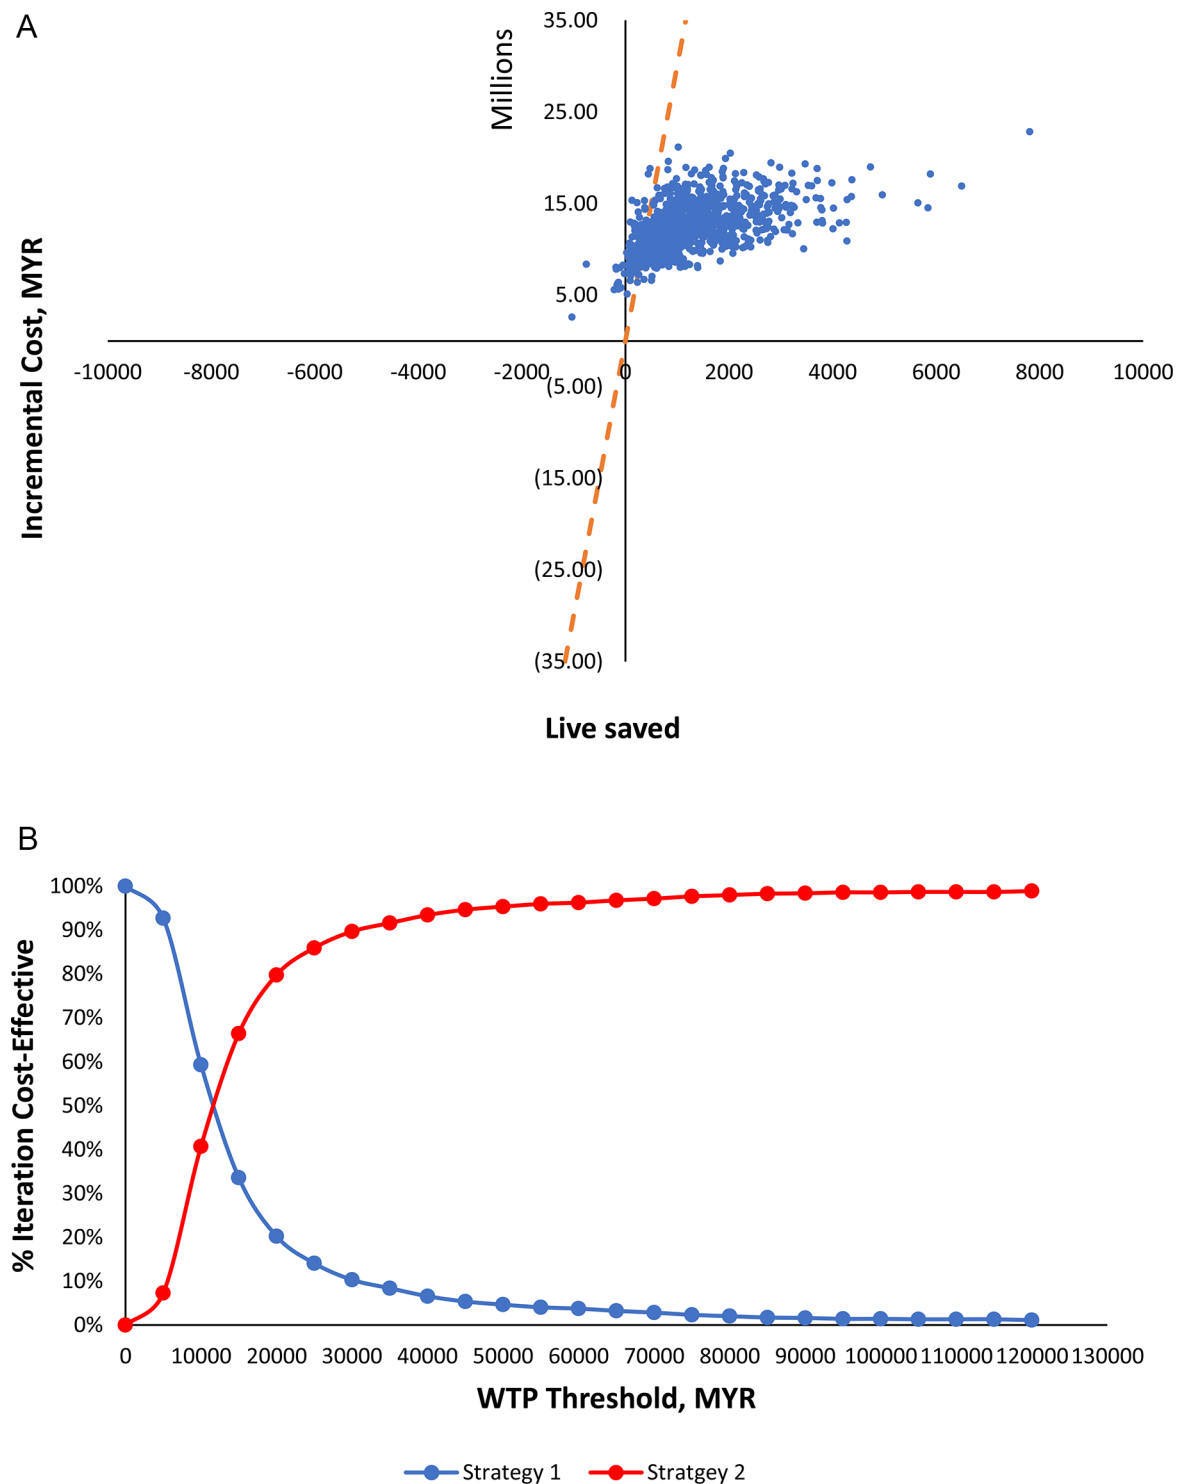 A
Millions
Incremental Cost, MYR
35.00
25.00
15.00
5.00
-10000 -8000 -6000 -4000 -2000 0 2000 4000 6000 8000 10000
(5.00)
(15.00)
(25.00)
(35.00)
Live saved
B
% Iteration Cost-Effective
100%
90%
80%
70%
60%
50%
40%
30%
20%
10%
0%
0 10000 20000 30000 40000 50000 60000 70000 80000 90000 100000 110000 120000 130000
WTP Threshold, MYR
Strategy 1 Stratgey 2